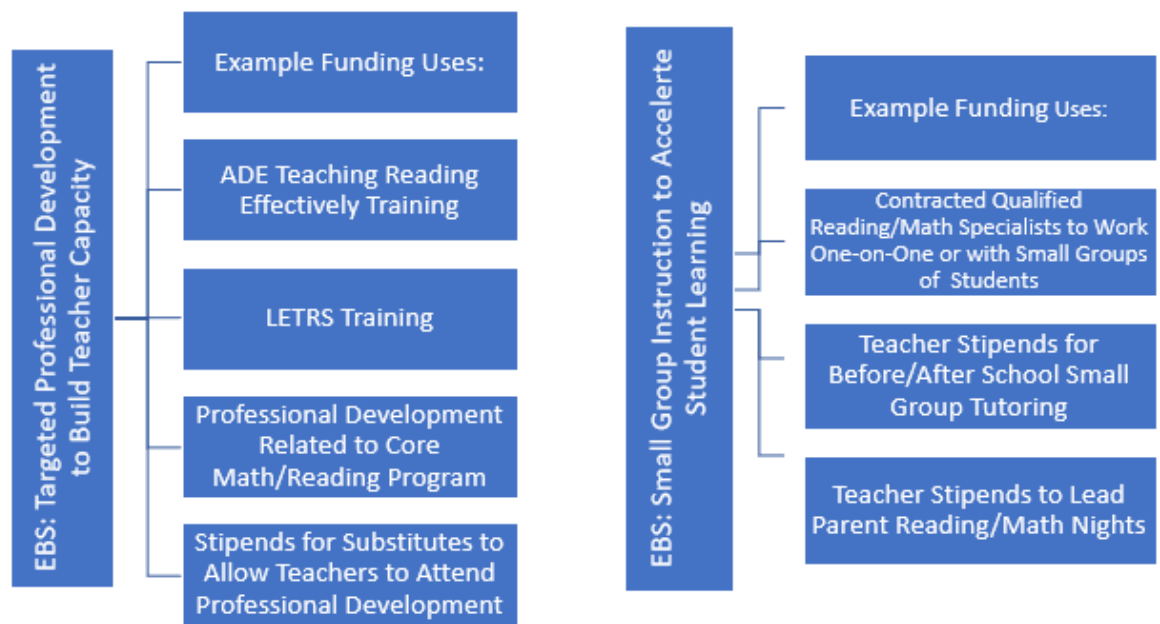 EBS: Targeted Professional Development
to Build Teacher Capacity
Example Funding Uses:
ADE Teaching Reading
Effectively Training
LETRS Training
Professional Development
Related to Core
Math/Reading Program
Stipends for Substitutes to
Allow Teachers to Attend
Professional Development
EBS: Small Group Instruction to Accelerte
Student Learning
Example Funding Uses:
Contracted Qualified
Reading/Math Specialists to Work
One-on-One or with Small Groups
of Students
Teacher Stipends for
Before/After School Small
Group Tutoring
Teacher Stipends to Lead
Parent Reading/Math Nights